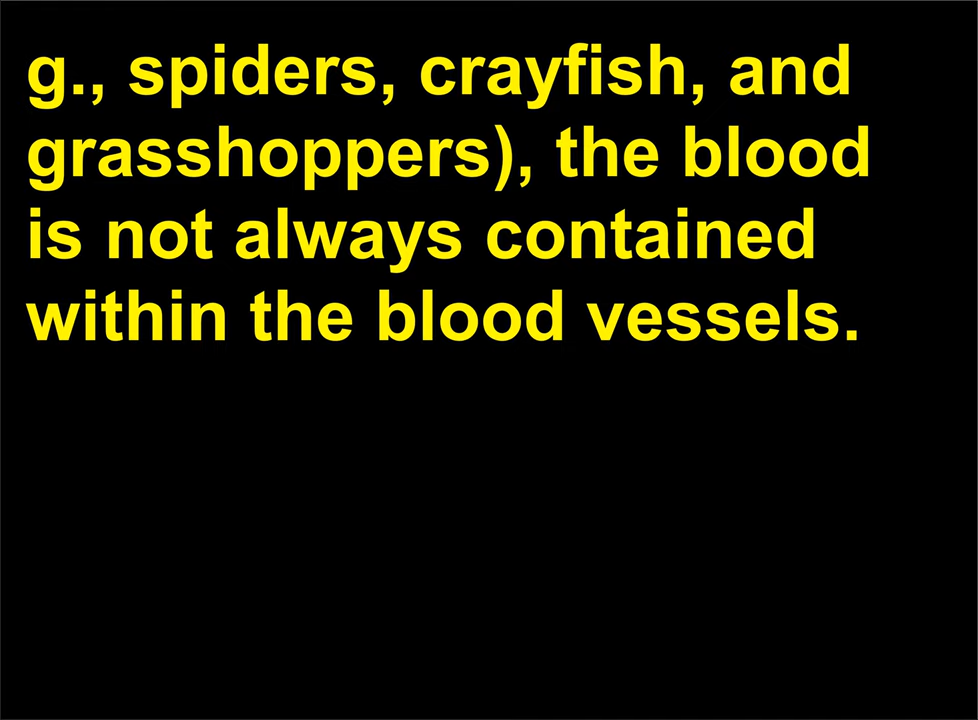 g., spiders, crayfish, and
grasshoppers), the blood
is not always contained
within the blood vessels.